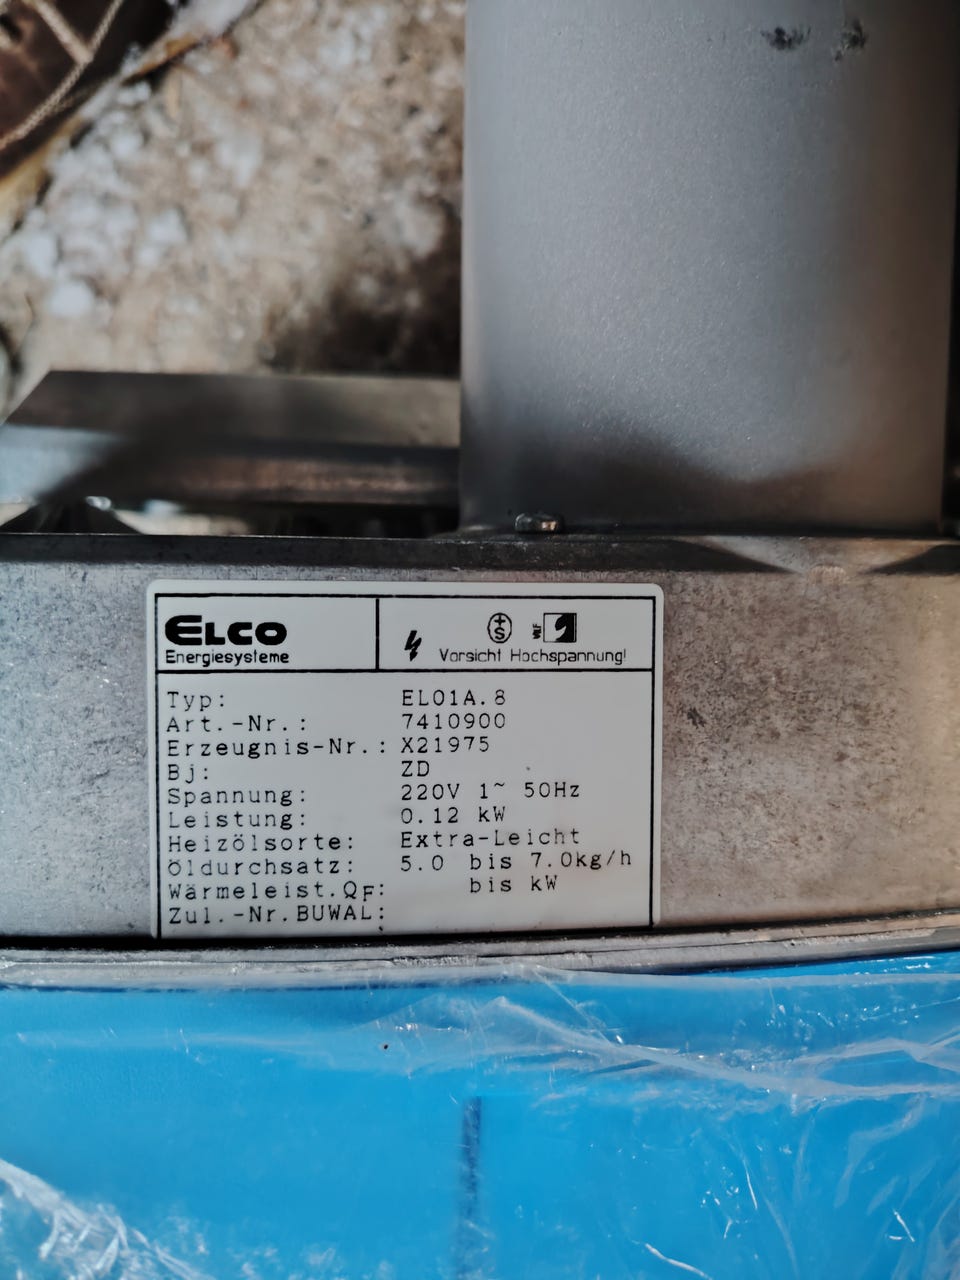 ELCO
Energiesysteme
Vorsicht Hochspannung!
Typ: EL01A.8
Art.-Nr.: 7410900
Erzeugnis-Nr.: X21975
Bj: ZD
Spannung: 220V 1~ 50Hz
Leistung: 0.12 kW
Heizölsorte: Extra-Leicht
Öldurchsatz: 5.0 bis 7.0kg/h
Wärmeleist.QF: bis kW
Zul.-Nr.BUWAL: